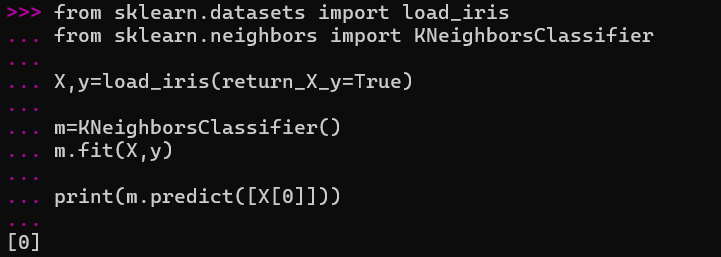 >>> from sklearn.datasets import load_iris
... from sklearn.neighbors import KNeighborsClassifier
...
... X,y=load_iris(return_X_y=True)
...
... m=KNeighborsClassifier()
... m.fit(X,y)
...
... print(m.predict([X[0]]))
...
[0]